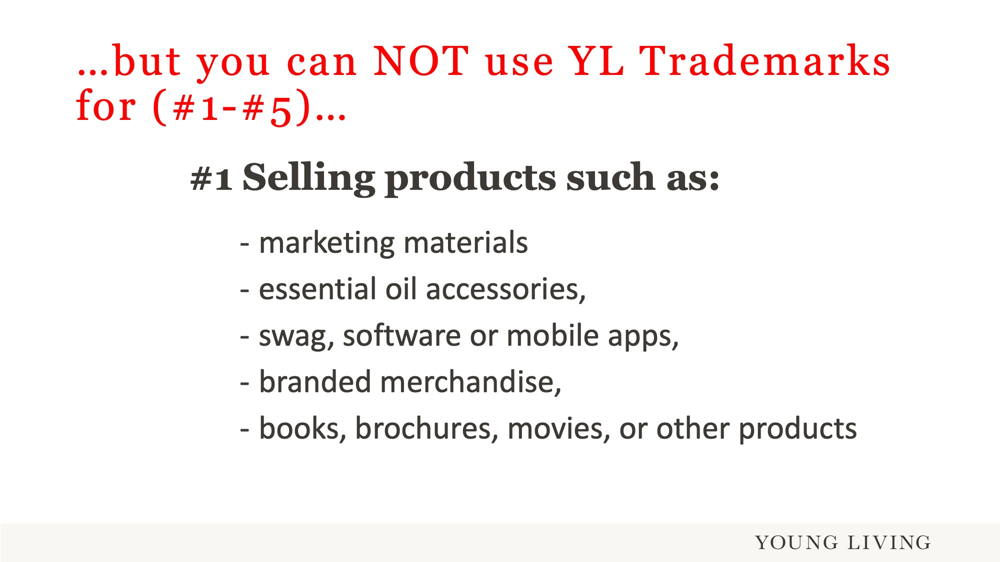 ...but you can NOT use YL Trademarks
for (#1-#5)...
#1 Selling products such as:
- marketing materials
- essential oil accessories,
- swag, software or mobile apps,
- branded merchandise,
- books, brochures, movies, or other products
YOUNG LIVING